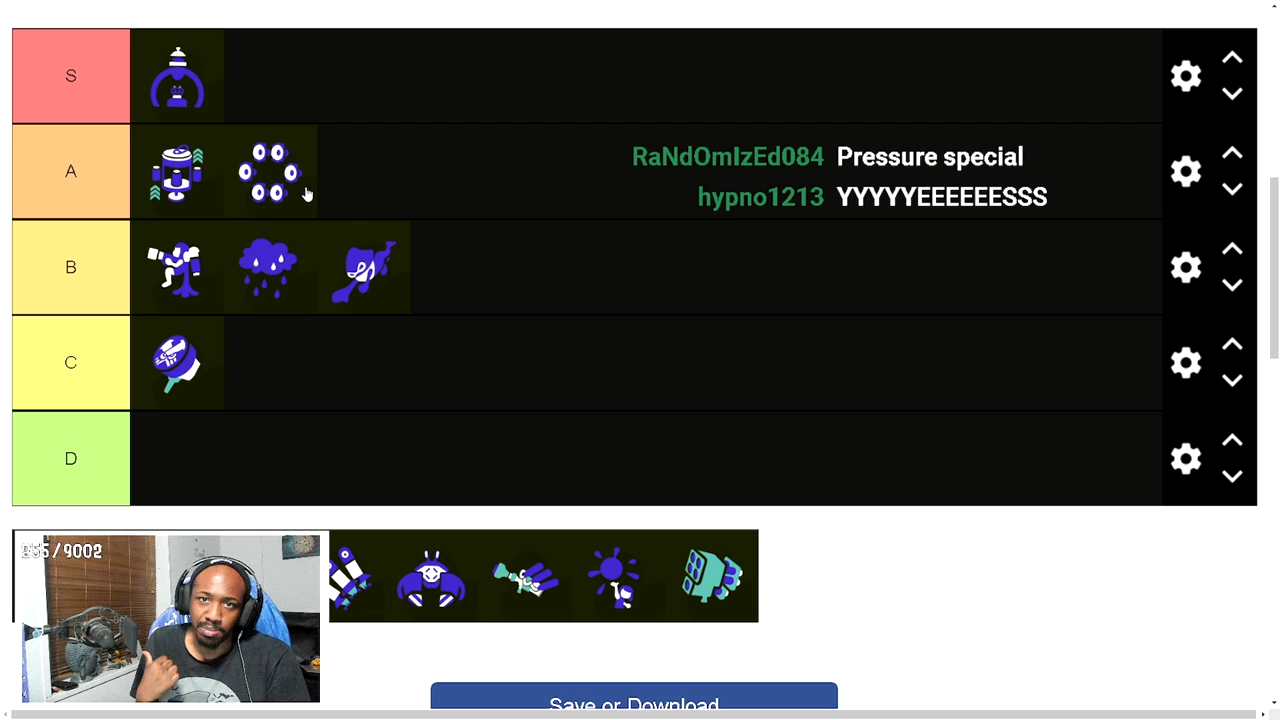 S
A
RaNdOmIzEd084 Pressure special
hypno1213 YYYYYEEEEEESSS
B
C
D
/9002
Save or Download